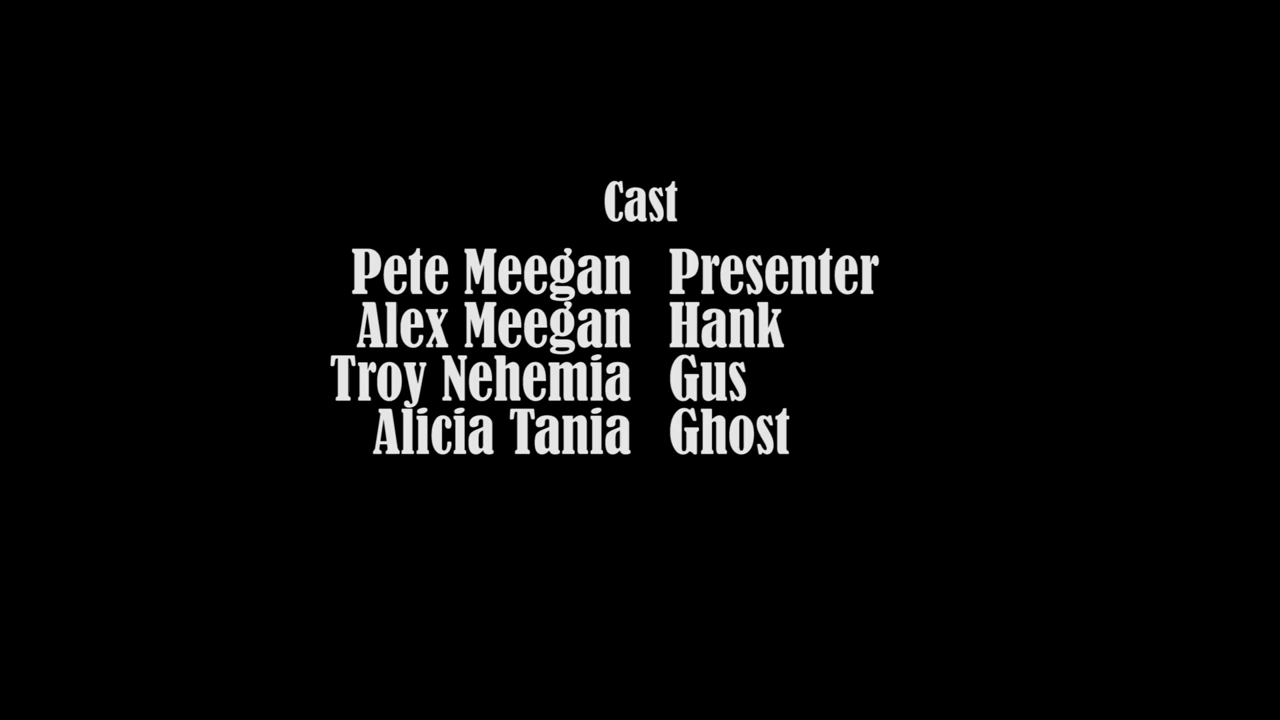 Cast
Pete Meegan Presenter
Alex Meegan Hank
Troy Nehemia Gus
Alicia Tania Ghost